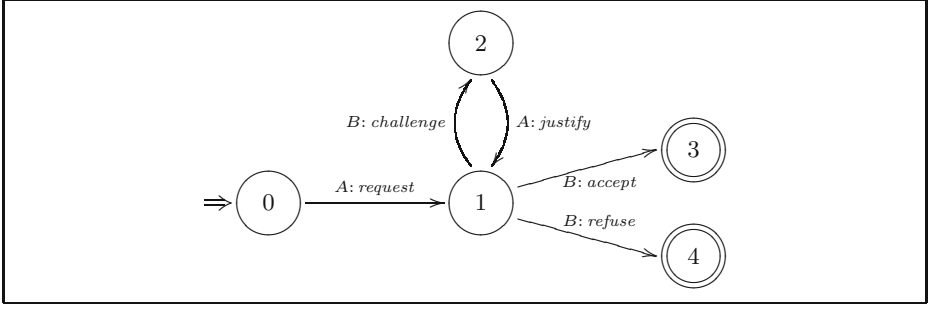 2
B: challenge
A: justify
3
A: request
B: accept
0
1
B: refuse
4